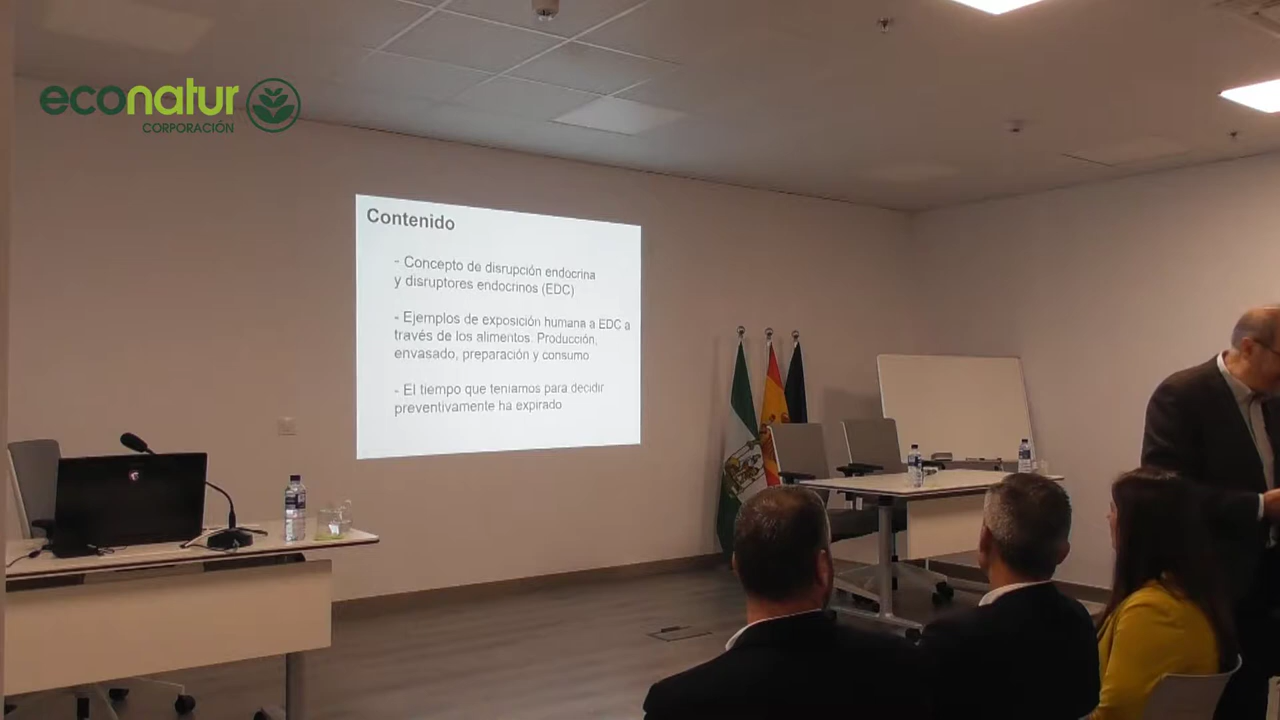 econatur
CORPORACIÓN
Contenido
- Concepto de disrupción endocrina
y disruptores endocrinos (EDC)
- Ejemplos de exposición humana a EDC a
través de los alimentos: Producción,
envasado, preparación y consumo
- El tiempo que teníamos para decidir
preventivamente ha expirado